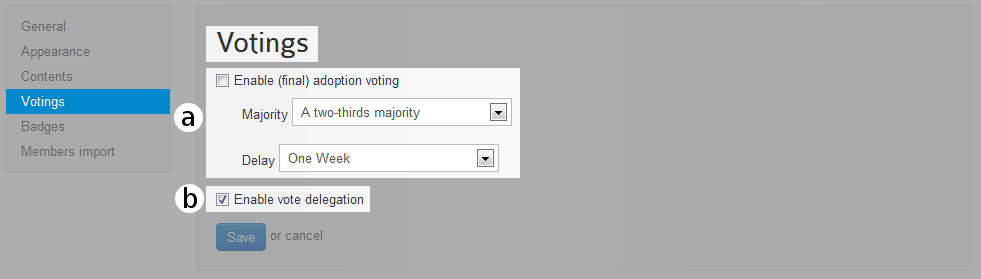 General
Appearance
Contents
Votings
Badges
Members import
Votings
a
Enable (final) adoption voting
Majority A two-thirds majority
Delay One Week
b
Enable vote delegation
Save or cancel